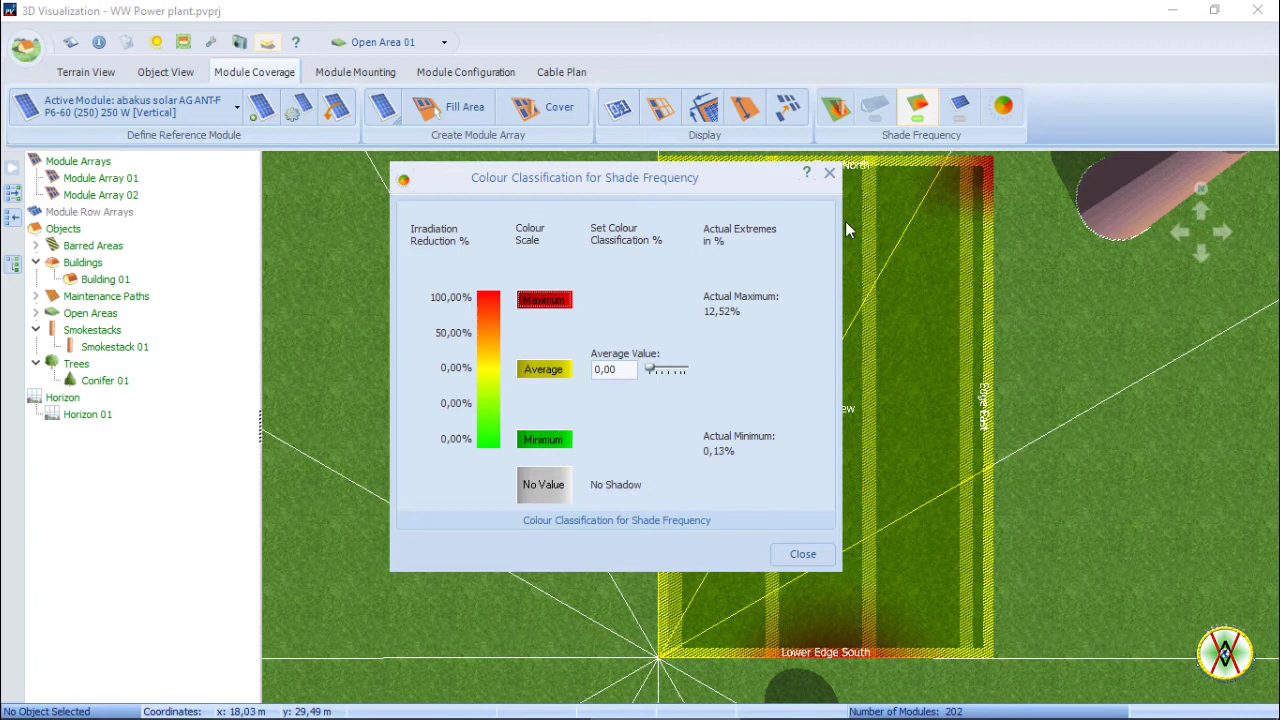 3D Visualization - WW Power plant.pvprj
Open Area 01
Terrain View
Object View
Module Coverage
Module Mounting
Module Configuration
Cable Plan
Active Module: abakus solar AG ANT-F
P6-60 (250) 250 W [Vertical]
Fill Area
Cover
Define Reference Module
Create Module Array
Display
Shade Frequency
Module Arrays
Module Array 01
Module Array 02
Module Row Arrays
Objects
Barred Areas
Buildings
Building 01
Maintenance Paths
Open Areas
Smokestacks
Smokestack 01
Trees
Conifer 01
Horizon
Horizon 01
Colour Classification for Shade Frequency
Irradiation
Reduction %
Colour
Scale
Set Colour
Classification %
Actual Extremes
in %
100,00%
Maximum
Actual Maximum:
12,52%
50,00%
Average Value:
0,00%
Average
0,00
0,00%
Actual Minimum:
0,00%
Minimum
0,13%
No Value
No Shadow
Colour Classification for Shade Frequency
Close
Edge East
Lower Edge South
No Object Selected
Coordinates:
x: 18,03 m
y: 29,49 m
Number of Modules: 202